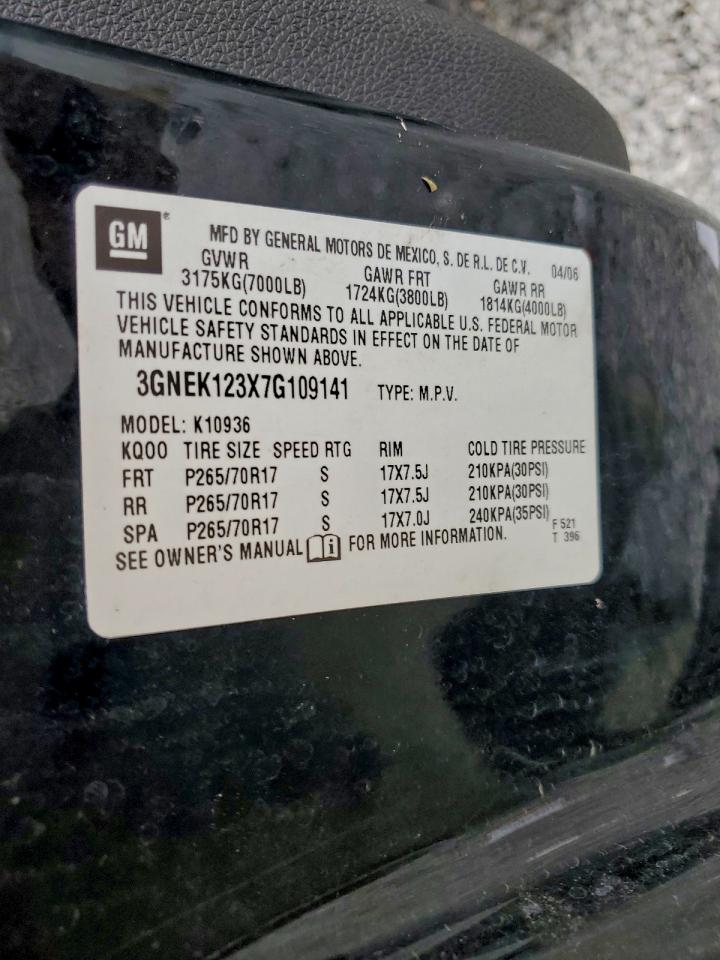 GM®
MFD BY GENERAL MOTORS DE MEXICO, S. DE R.L. DE C.V. 04/06
GVWR GAWR FRT GAWR RR
3175KG(7000LB) 1724KG(3800LB) 1814KG(4000LB)
THIS VEHICLE CONFORMS TO ALL APPLICABLE U.S. FEDERAL MOTOR
VEHICLE SAFETY STANDARDS IN EFFECT ON THE DATE OF
MANUFACTURE SHOWN ABOVE.
3GNEK123X7G109141 TYPE: M.P.V.
MODEL: K10936
KQOO TIRE SIZE SPEED RTG RIM COLD TIRE PRESSURE
FRT P265/70R17 S 17X7.5J 210KPA(30PSI)
RR P265/70R17 S 17X7.5J 210KPA(30PSI)
SPA P265/70R17 S 17X7.0J 240KPA(35PSI)
F 521
SEE OWNER'S MANUAL i FOR MORE INFORMATION. T 396